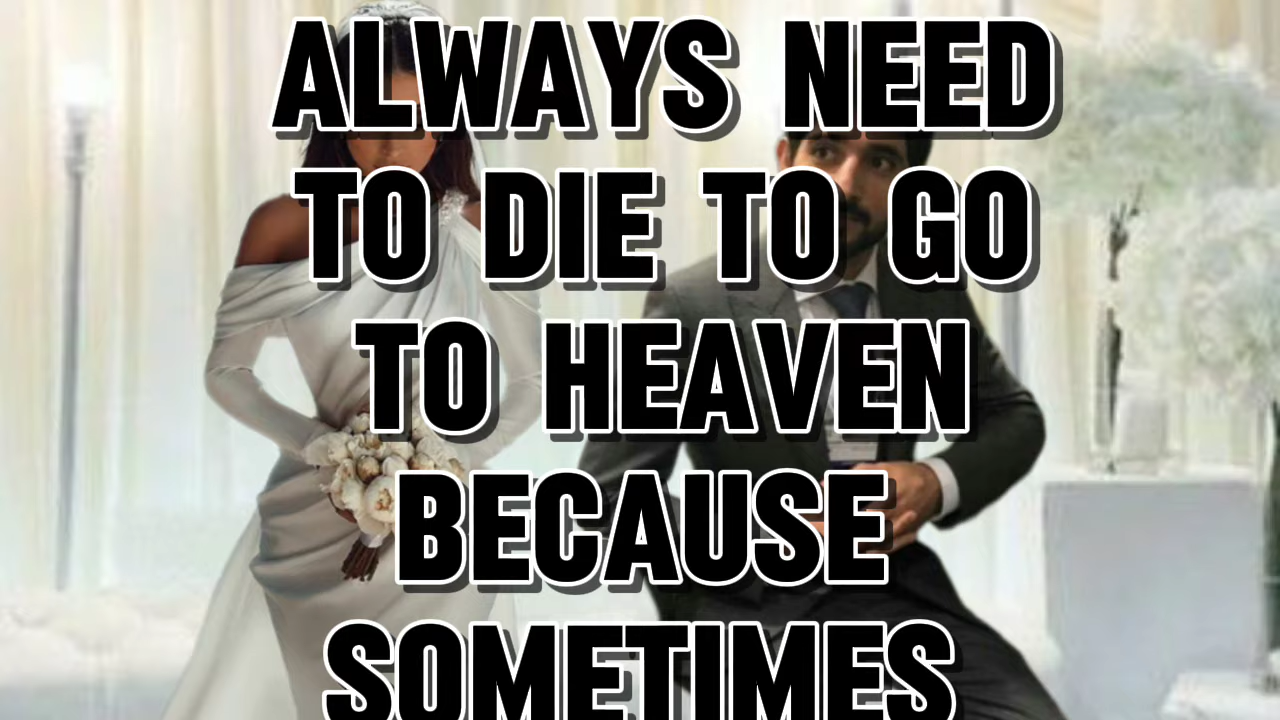 ALWAYS NEED
TO DIE TO GO
TO HEAVEN
BECAUSE
SOMETIMES